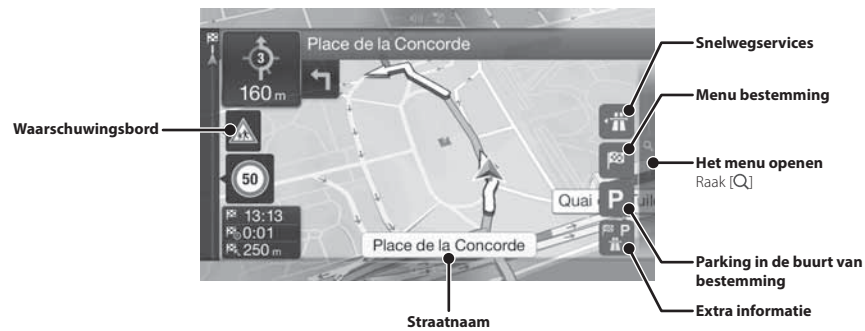 Place de la Concorde
3
160 m
50
13:13
0:01
250 m
Place de la Concorde
Quai
P
P
Waarschuwingsbord
Straatnaam
Snelwegservices
Menu bestemming
Het menu openen
Raak [ ]
Parking in de buurt van
bestemming
Extra informatie